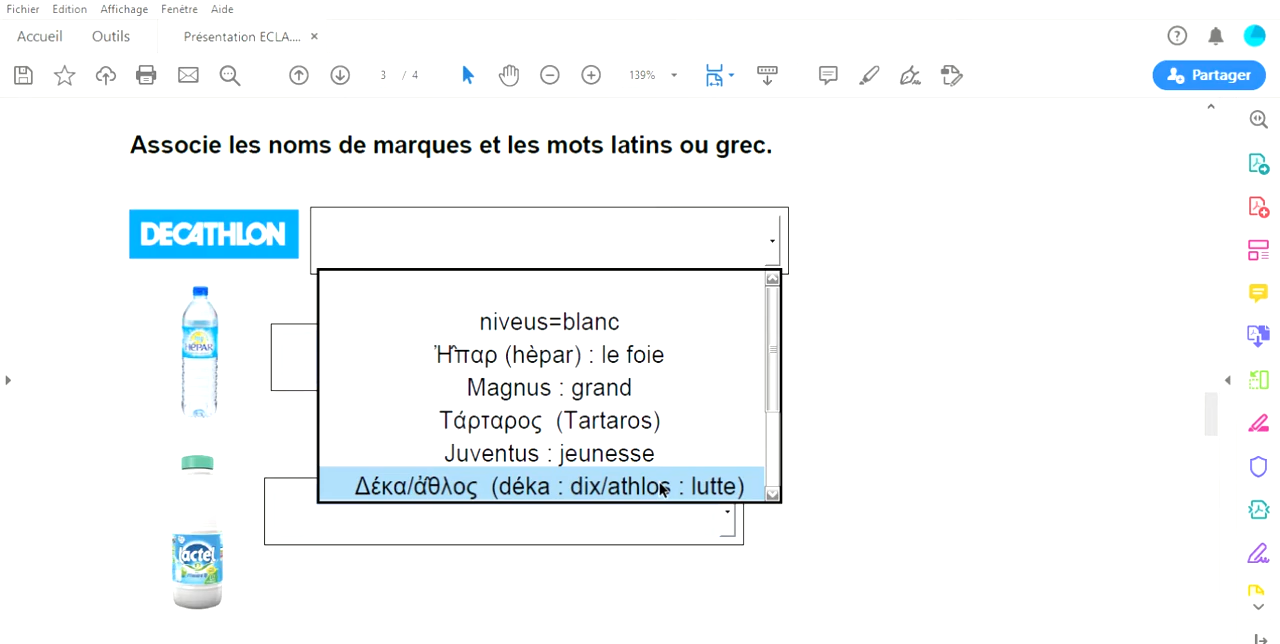 Fichier Edition Affichage Fenêtre Aide
Accueil Outils Présentation ECLA.... ×
3 / 4 139% Partager
Associe les noms de marques et les mots latins ou grec.
DECATHLON
niveus=blanc
Ἠπαρ (hèpar) : le foie
Magnus : grand
Τάρταρος (Tartaros)
Juventus : jeunesse
Δέκα/ἆθλος (déka : dix/athlos : lutte)
HÉPAR
lactel